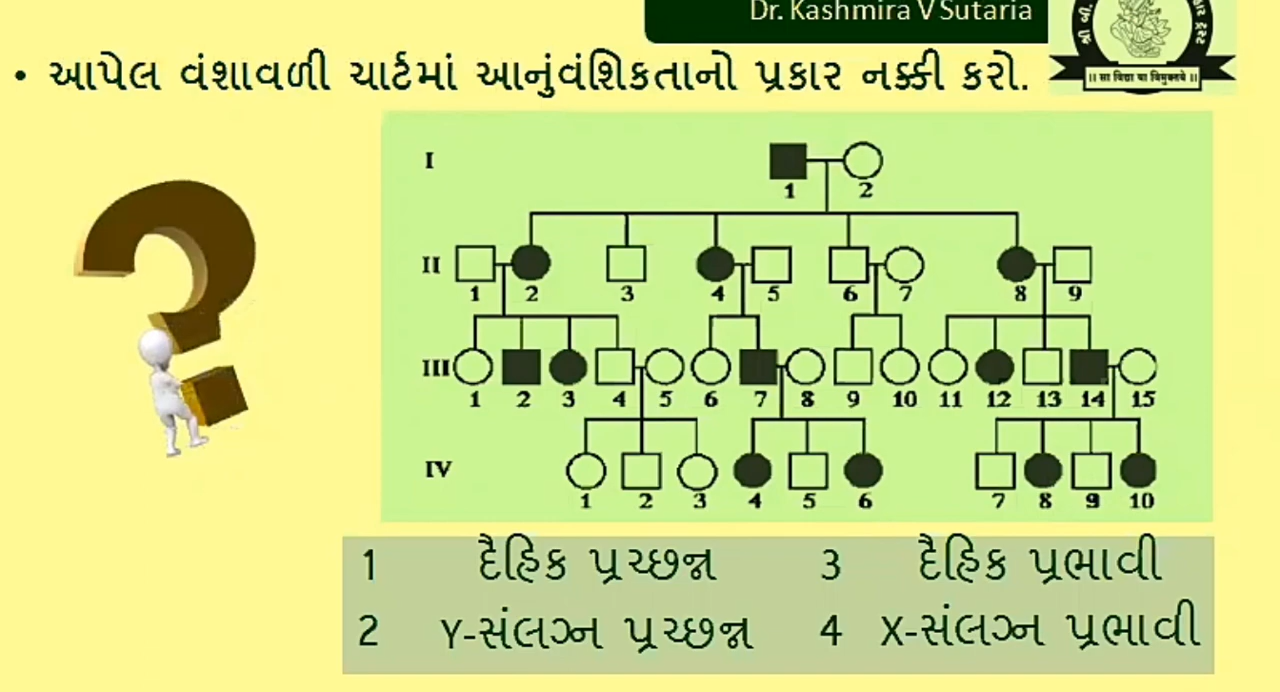 Dr. Kashmira V Sutaria
• આપેલ વંશાવળી ચાર્ટમાં આનુંવંશિકતાનો પ્રકાર નક્કી કરો.
|| सा विद्या या विमुक्तये ||
I
1 2
II
1 2 3 4 5 6 7 8 9
III
1 2 3 4 5 6 7 8 9 10 11 12 13 14 15
IV
1 2 3 4 5 6 7 8 9 10
1 દૈહિક પ્રચ્છન્ન 3 દૈહિક પ્રભાવી
2 Y-સંલગ્ન પ્રચ્છન્ન 4 X-સંલગ્ન પ્રભાવી